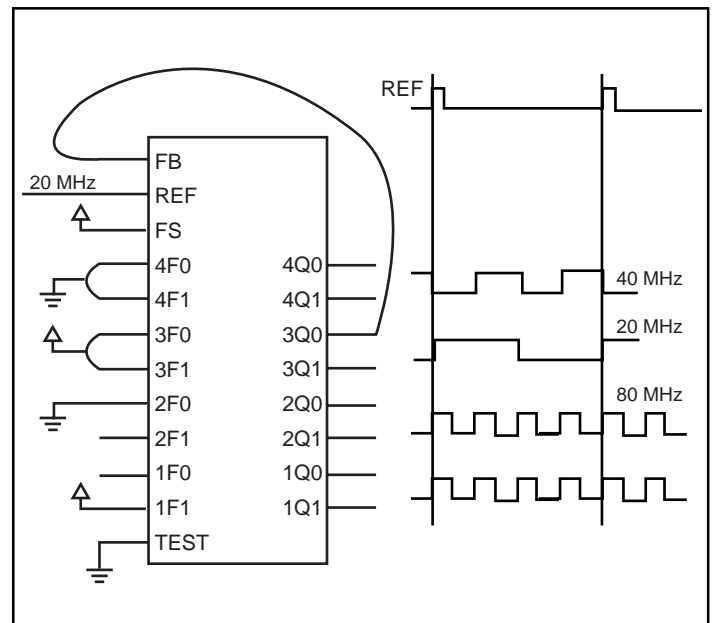 REF
FB
20 MHz
REF
FS
4F0 4Q0
40 MHz
4F1 4Q1
3F0 3Q0
20 MHz
3F1 3Q1
2F0 2Q0
80 MHz
2F1 2Q1
1F0 1Q0
1F1 1Q1
TEST